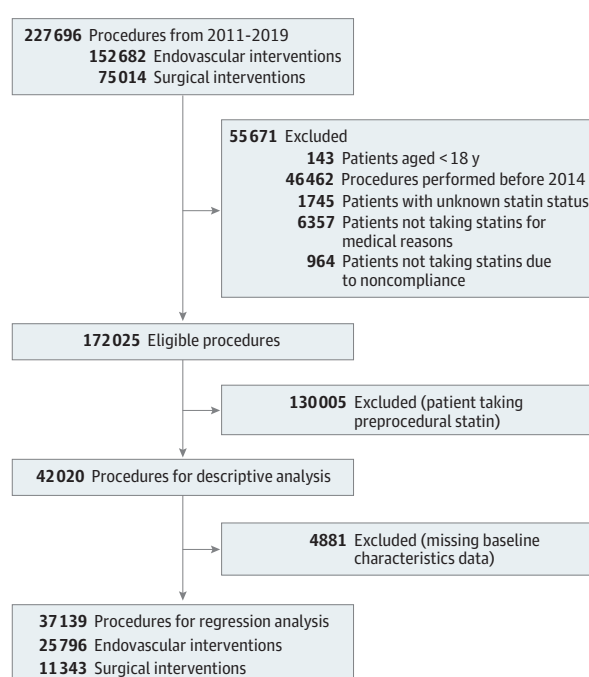 227696 Procedures from 2011-2019
152682 Endovascular interventions
75014 Surgical interventions
55671 Excluded
143 Patients aged <18 y
46462 Procedures performed before 2014
1745 Patients with unknown statin status
6357 Patients not taking statins for
medical reasons
964 Patients not taking statins due
to noncompliance
172025 Eligible procedures
130005 Excluded (patient taking
preprocedural statin)
42020 Procedures for descriptive analysis
4881 Excluded (missing baseline
characteristics data)
37139 Procedures for regression analysis
25796 Endovascular interventions
11343 Surgical interventions